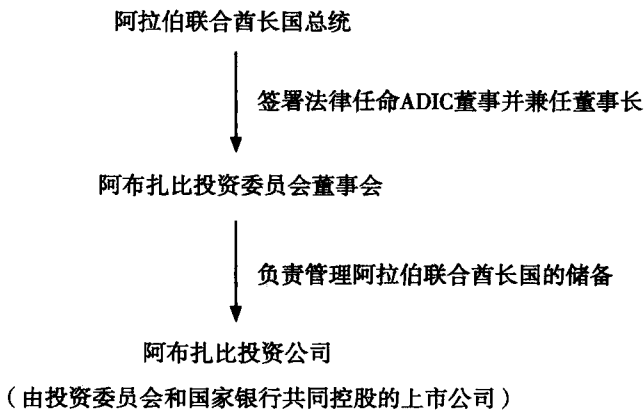 阿拉伯联合酋长国总统
签署法律任命ADIC董事并兼任董事长
阿布扎比投资委员会董事会
负责管理阿拉伯联合酋长国的储备
阿布扎比投资公司
（由投资委员会和国家银行共同控股的上市公司）